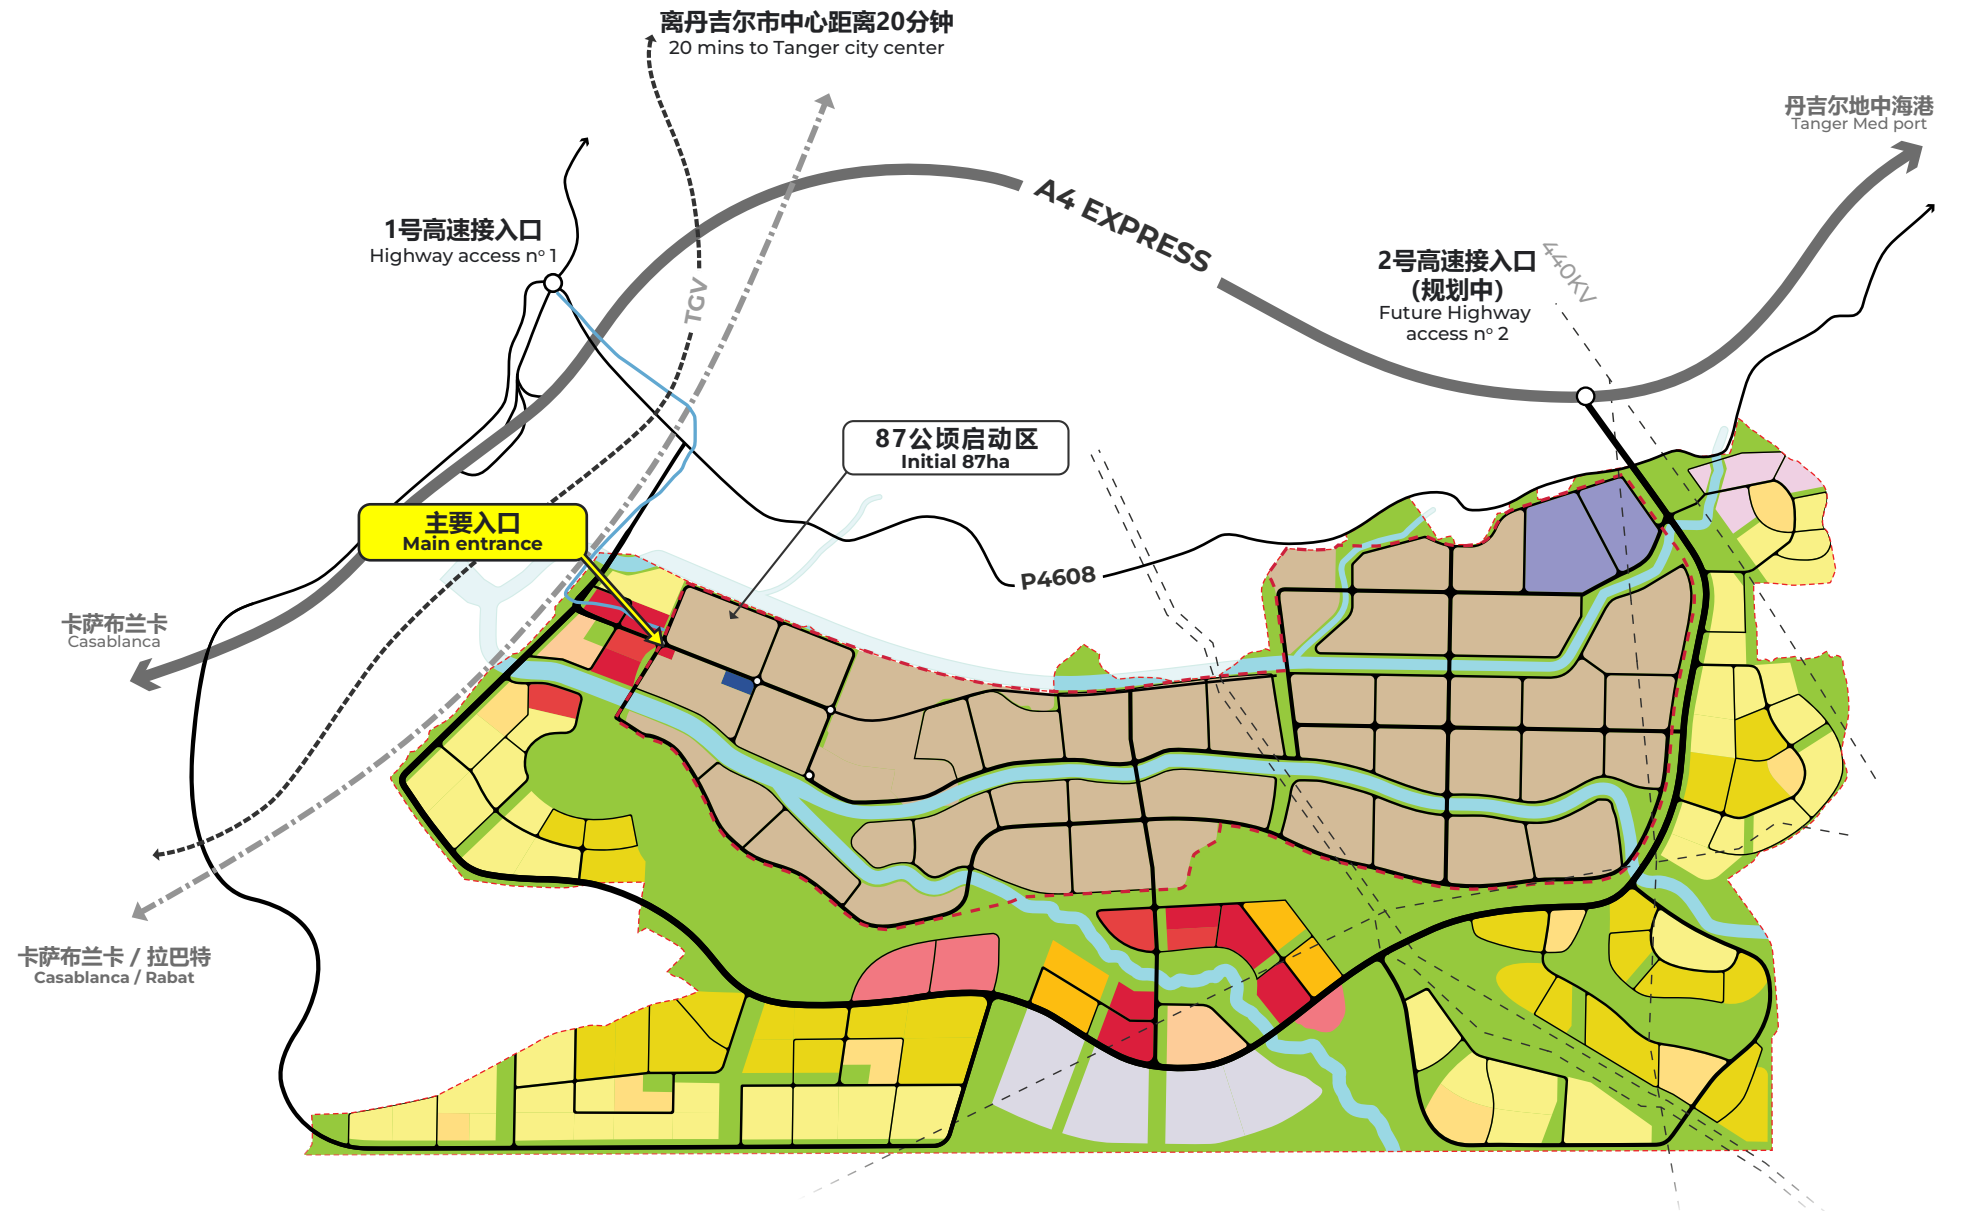 离丹吉尔市中心距离20分钟
20 mins to Tanger city center
丹吉尔地中海港
Tanger Med port
A4 EXPRESS
1号高速接入口
Highway access n° 1
2号高速接入口
(规划中)
Future Highway
access n° 2
440KV
TGV
87公顷启动区
Initial 87ha
主要入口
Main entrance
P4608
卡萨布兰卡
Casablanca
卡萨布兰卡 / 拉巴特
Casablanca / Rabat